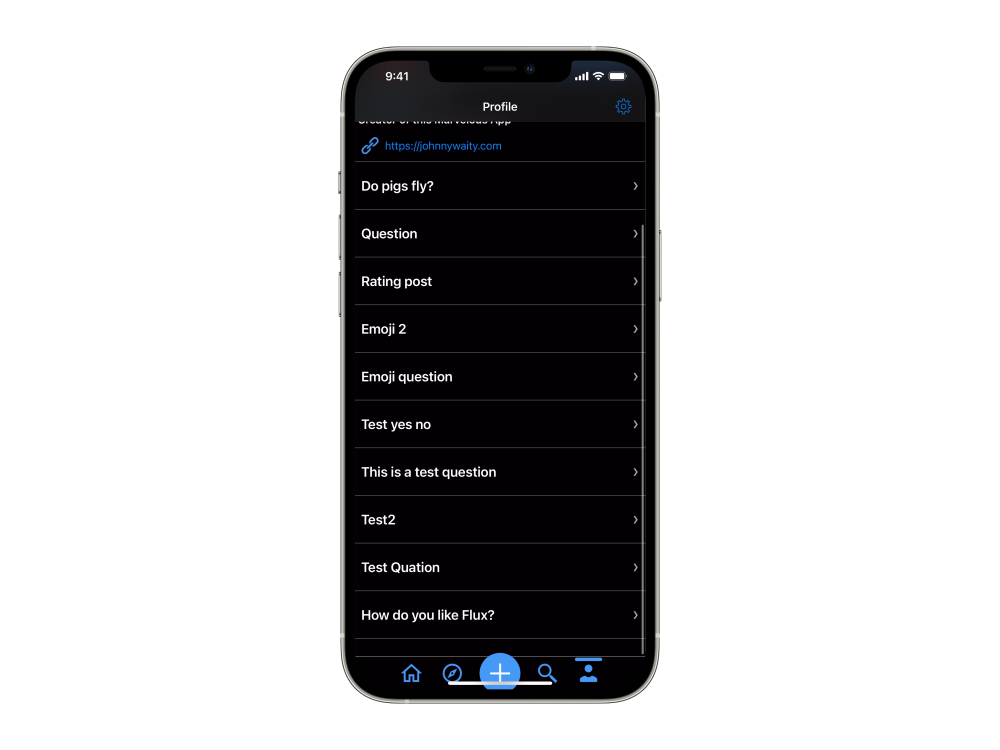 9:41
Profile
Creator of this Marvelous App
https://johnnywaity.com
Do pigs fly?
Question
Rating post
Emoji 2
Emoji question
Test yes no
This is a test question
Test2
Test Quation
How do you like Flux?